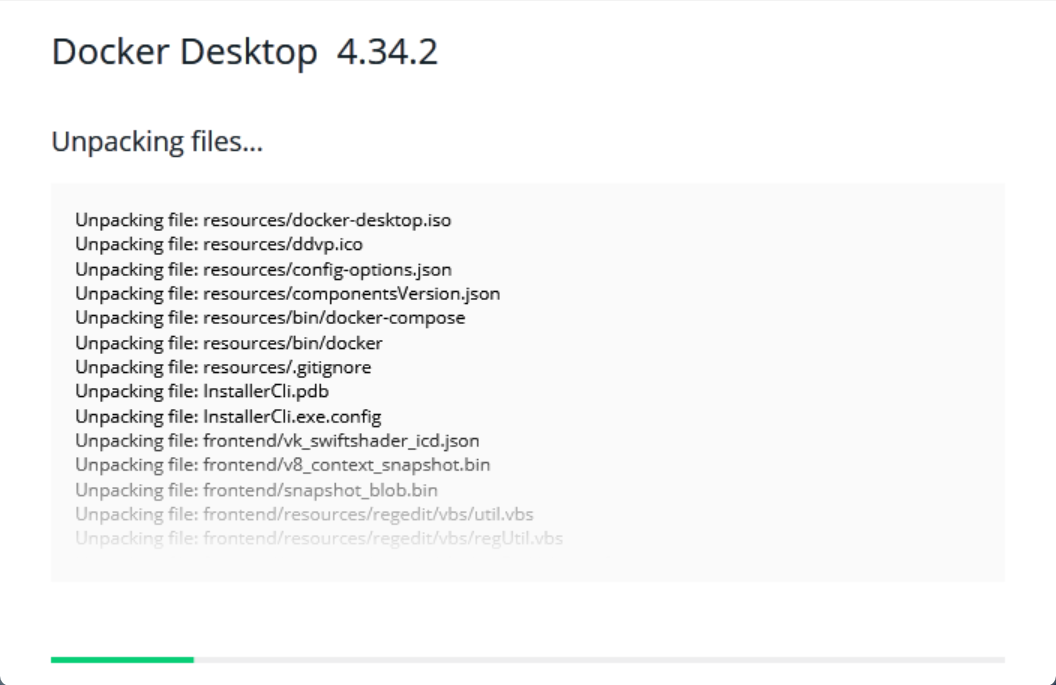 Docker Desktop 4.34.2
Unpacking files...
Unpacking file: resources/docker-desktop.iso
Unpacking file: resources/ddvp.ico
Unpacking file: resources/config-options.json
Unpacking file: resources/componentsVersion.json
Unpacking file: resources/bin/docker-compose
Unpacking file: resources/bin/docker
Unpacking file: resources/.gitignore
Unpacking file: InstallerCli.pdb
Unpacking file: InstallerCli.exe.config
Unpacking file: frontend/vk_swiftshader_icd.json
Unpacking file: frontend/v8_context_snapshot.bin
Unpacking file: frontend/snapshot_blob.bin
Unpacking file: frontend/resources/regedit/vbs/util.vbs
Unpacking file: frontend/resources/regedit/vbs/regUtil.vbs